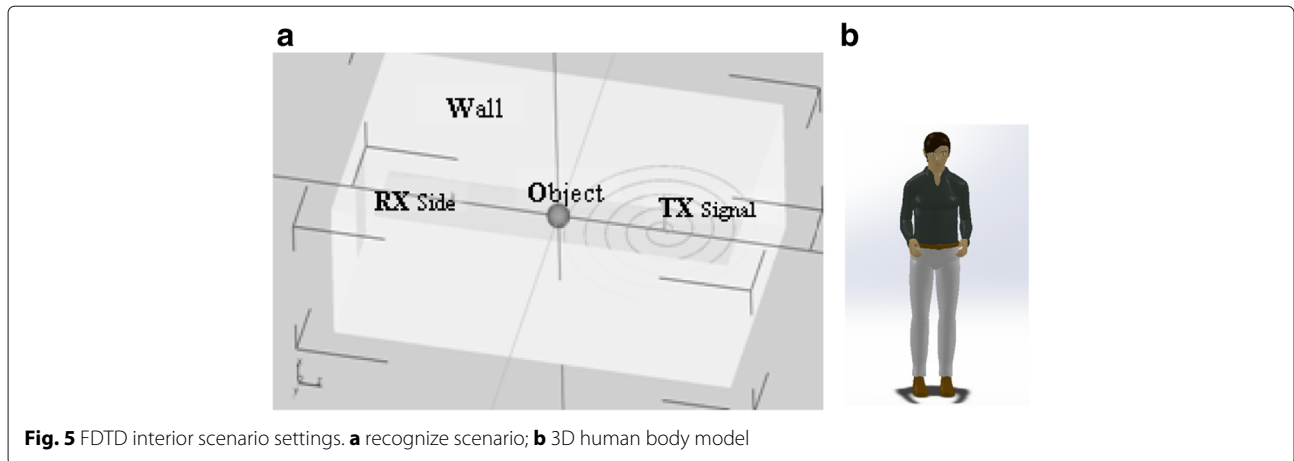 a
b
Wall
Object
RX Side
TX Signal
Fig. 5 FDTD interior scenario settings. a recognize scenario; b 3D human body model